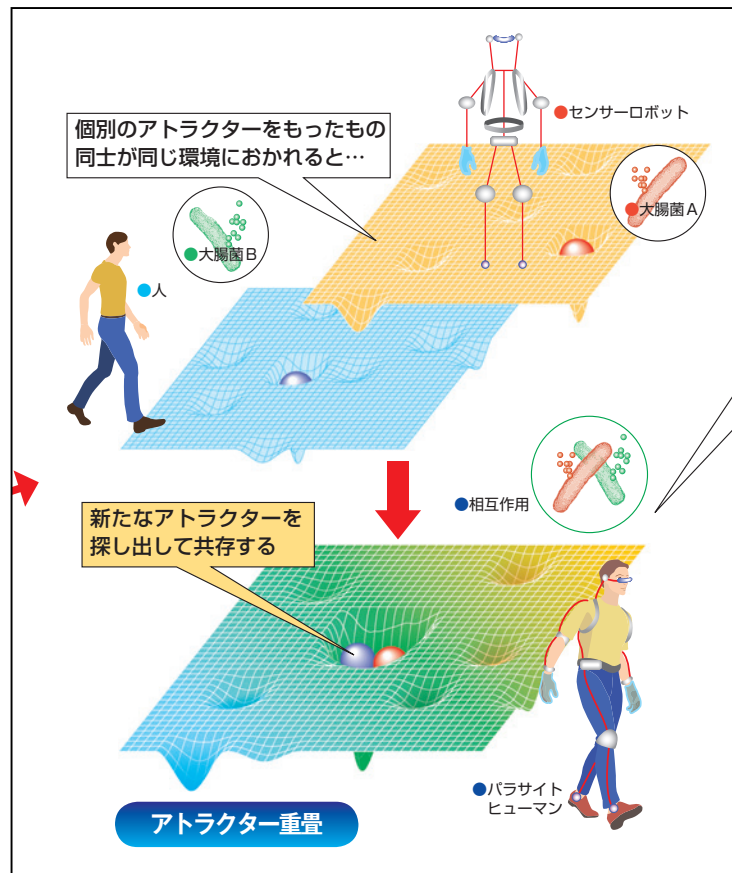 個別のアトラクターをもったもの
同士が同じ環境におかれると…
●センサーロボット
●大腸菌A
●大腸菌B
●人
●相互作用
新たなアトラクターを
探し出して共存する
●パラサイト
ヒューマン
アトラクター重畳